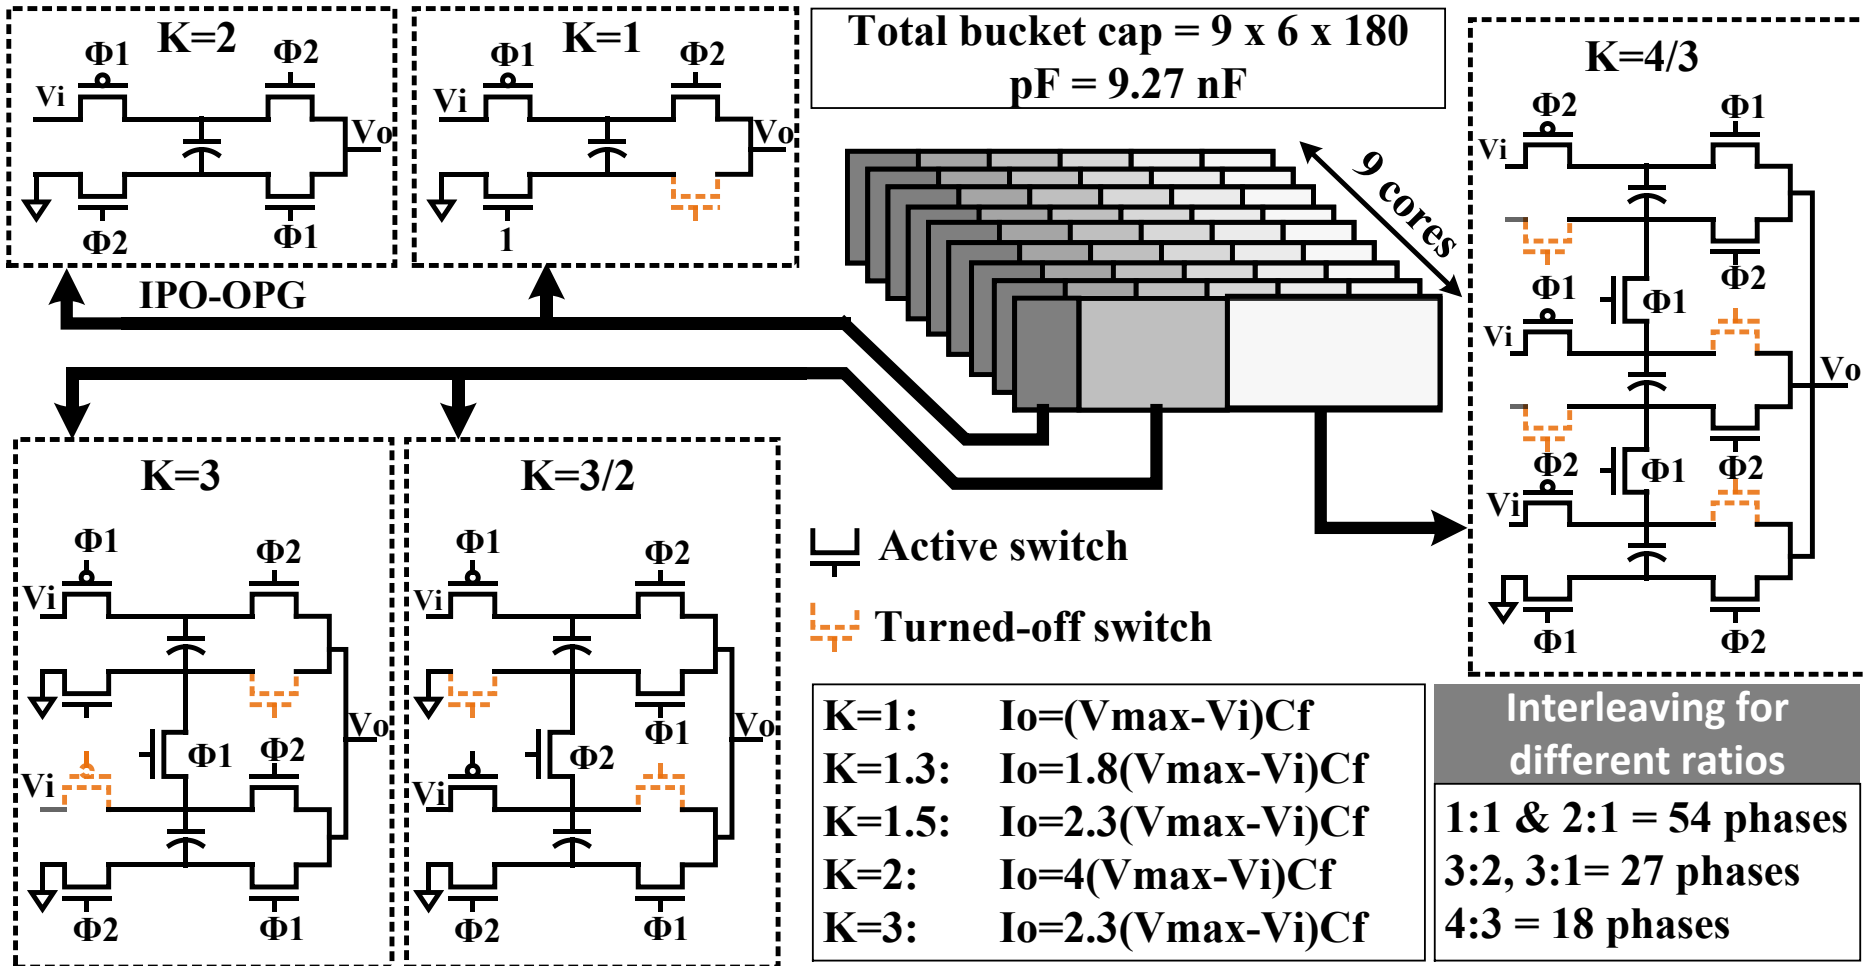 K=2
Φ1
Φ2
Vi
Vo
Φ2
Φ1
K=1
Φ1
Φ2
Vi
Vo
1
Total bucket cap = 9 x 6 x 180
pF = 9.27 nF
9 cores
IPO-OPG
K=4/3
Φ2
Φ1
Vi
Φ1
Φ2
Φ1
Vi
Vo
Φ2
Φ1
Φ2
Vi
Φ1
Φ2
K=3
Φ1
Φ2
Vi
Vo
Φ1
Φ2
Vi
Φ2
Φ1
K=3/2
Φ1
Φ2
Vi
Φ1
Vo
Φ2
Vi
Φ2
Φ1
Active switch
Turned-off switch
K=1: Io=(Vmax-Vi)Cf
K=1.3: Io=1.8(Vmax-Vi)Cf
K=1.5: Io=2.3(Vmax-Vi)Cf
K=2: Io=4(Vmax-Vi)Cf
K=3: Io=2.3(Vmax-Vi)Cf
Interleaving for
different ratios
1:1 & 2:1 = 54 phases
3:2, 3:1= 27 phases
4:3 = 18 phases